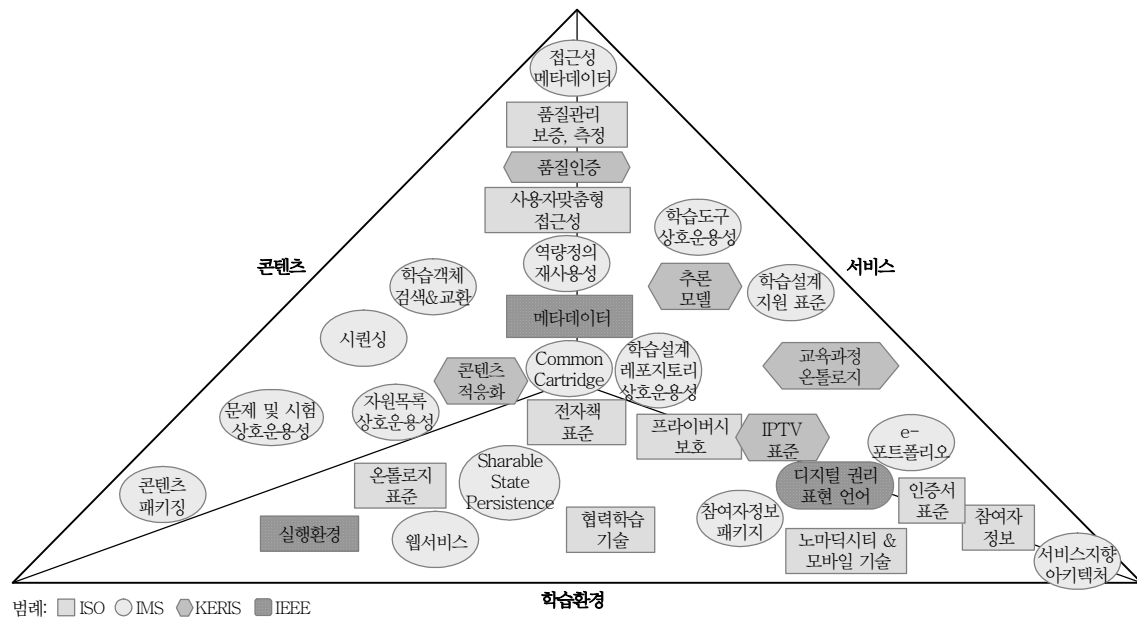 접근성
메타데이터
품질관리
보증, 측정
품질인증
사용자맞춤형
접근성
학습도구
상호운용성
역량정의
재사용성
콘텐츠
서비스
학습객체
검색&교환
추론
모델
학습설계
지원 표준
메타데이터
시퀀싱
Common
Cartridge
학습설계
레포지토리
상호운용성
콘텐츠
적응화
교육과정
온톨로지
문제 및 시험
상호운용성
자원목록
상호운용성
전자책
표준
프라이버시
보호
IPTV
표준
e-
포트폴리오
콘텐츠
패키징
온톨로지
표준
Sharable
State
Persistence
디지털 권리
표현 언어
인증서
표준
실행환경
웹서비스
협력학습
기술
참여자정보
패키지
노마딕시티 &
모바일 기술
참여자
정보
서비스지향
아키텍처
학습환경
범례: ISO IMS KERIS IEEE